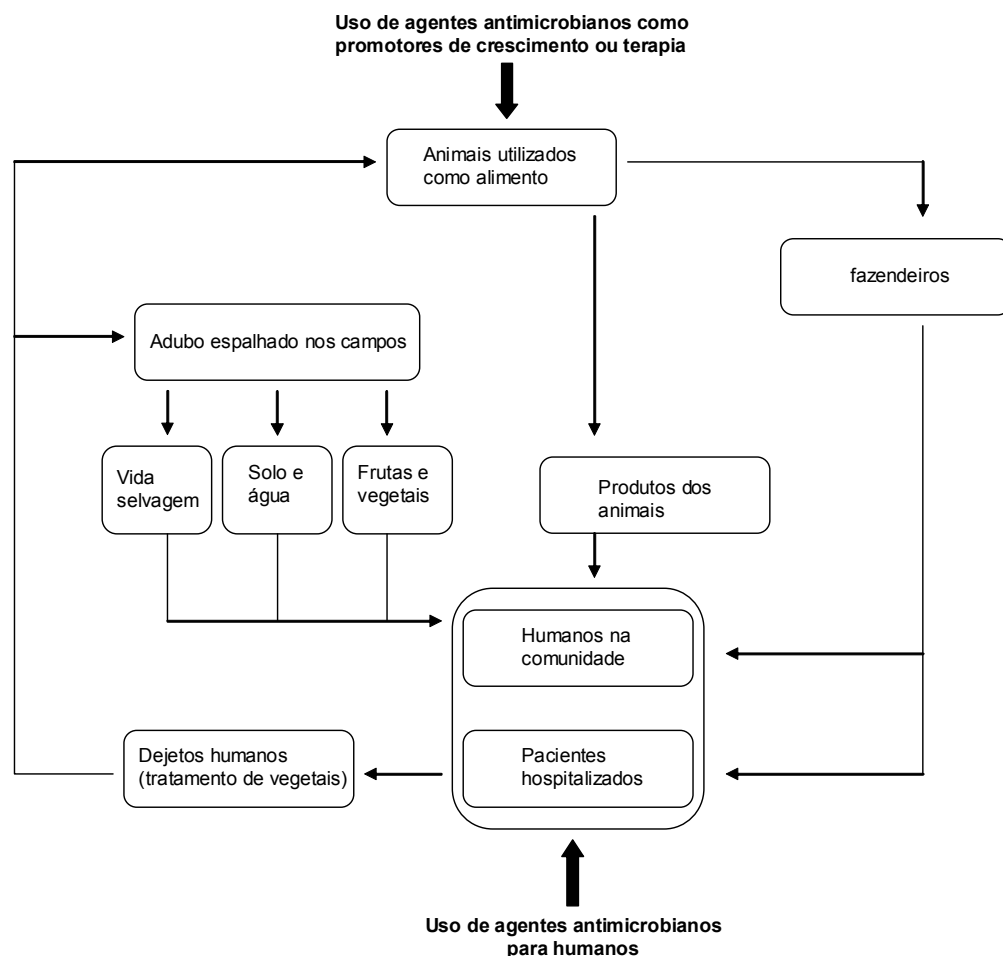 Uso de agentes antimicrobianos como
promotores de crescimento ou terapia
Animais utilizados
como alimento
fazendeiros
Adubo espalhado nos campos
Vida
selvagem
Solo e
água
Frutas e
vegetais
Produtos dos
animais
Humanos na
comunidade
Dejetos humanos
(tratamento de vegetais)
Pacientes
hospitalizados
Uso de agentes antimicrobianos
para humanos